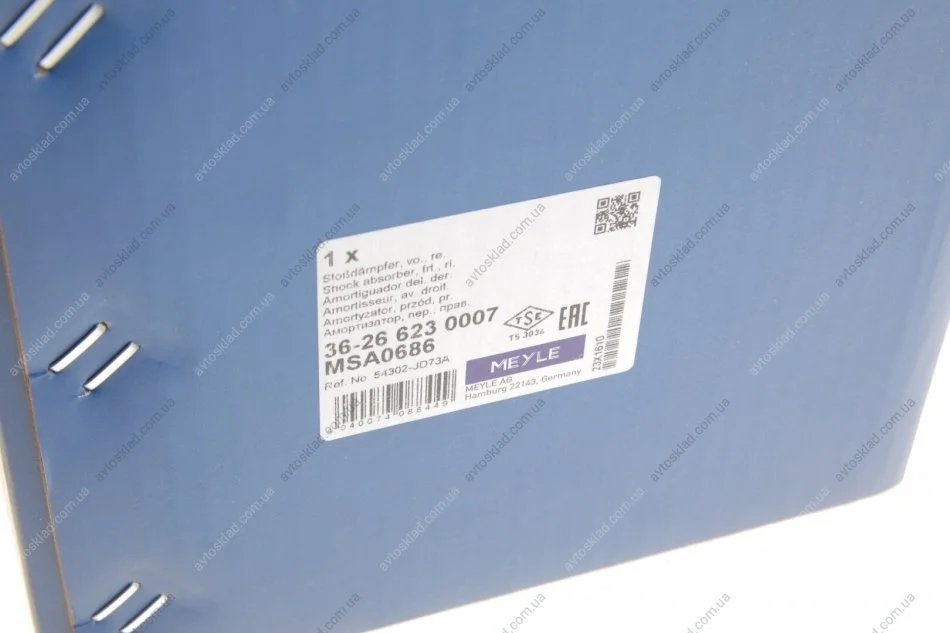 1 x
Stoßdämpfer, vo., re.
Shock absorber, frt., ri.
Amortiguador del. der.
Amortisseur, av. droit
Amortyzator, przód, pr.
Амортизатор, пер., прав.
36-26 623 0007
MSA0686
Ref. No. 54302-JD73A
4040074088449
TSE
TS 3034
EAC
MEYLE
MEYLE AG
Hamburg 22143, Germany
23X1610
avtosklad.com.ua